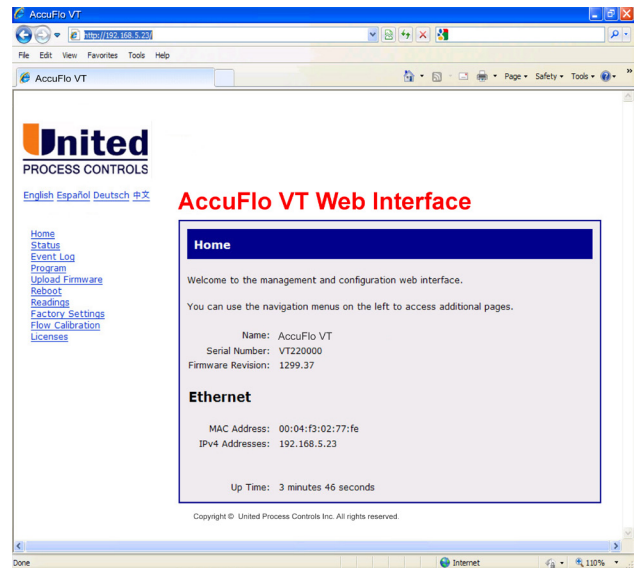 AccuFlo VT
http://192.168.5.23/
File Edit View Favorites Tools Help
AccuFlo VT
Page Safety Tools
United
PROCESS CONTROLS
English Español Deutsch 中文
AccuFlo VT Web Interface
Home
Status
Event Log
Program
Upload Firmware
Reboot
Readings
Factory Settings
Flow Calibration
Licenses
Home
Welcome to the management and configuration web interface.
You can use the navigation menus on the left to access additional pages.
Name: AccuFlo VT
Serial Number: VT220000
Firmware Revision: 1299.37
Ethernet
MAC Address: 00:04:f3:02:77:fe
IPv4 Addresses: 192.168.5.23
Up Time: 3 minutes 46 seconds
Copyright © United Process Controls Inc. All rights reserved.
Done Internet 110%